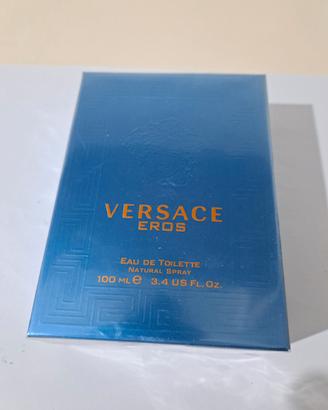 VERSACE
EROS
EAU DE TOILETTE
NATURAL SPRAY
100 ML ℮ 3.4 US FL.OZ.